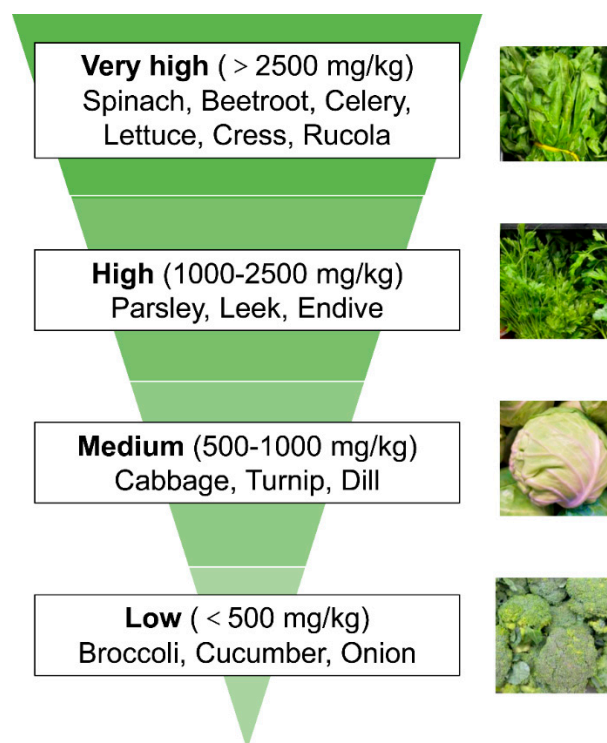 Very high (＞2500 mg/kg)
Spinach, Beetroot, Celery,
Lettuce, Cress, Rucola
High (1000-2500 mg/kg)
Parsley, Leek, Endive
Medium (500-1000 mg/kg)
Cabbage, Turnip, Dill
Low (＜500 mg/kg)
Broccoli, Cucumber, Onion